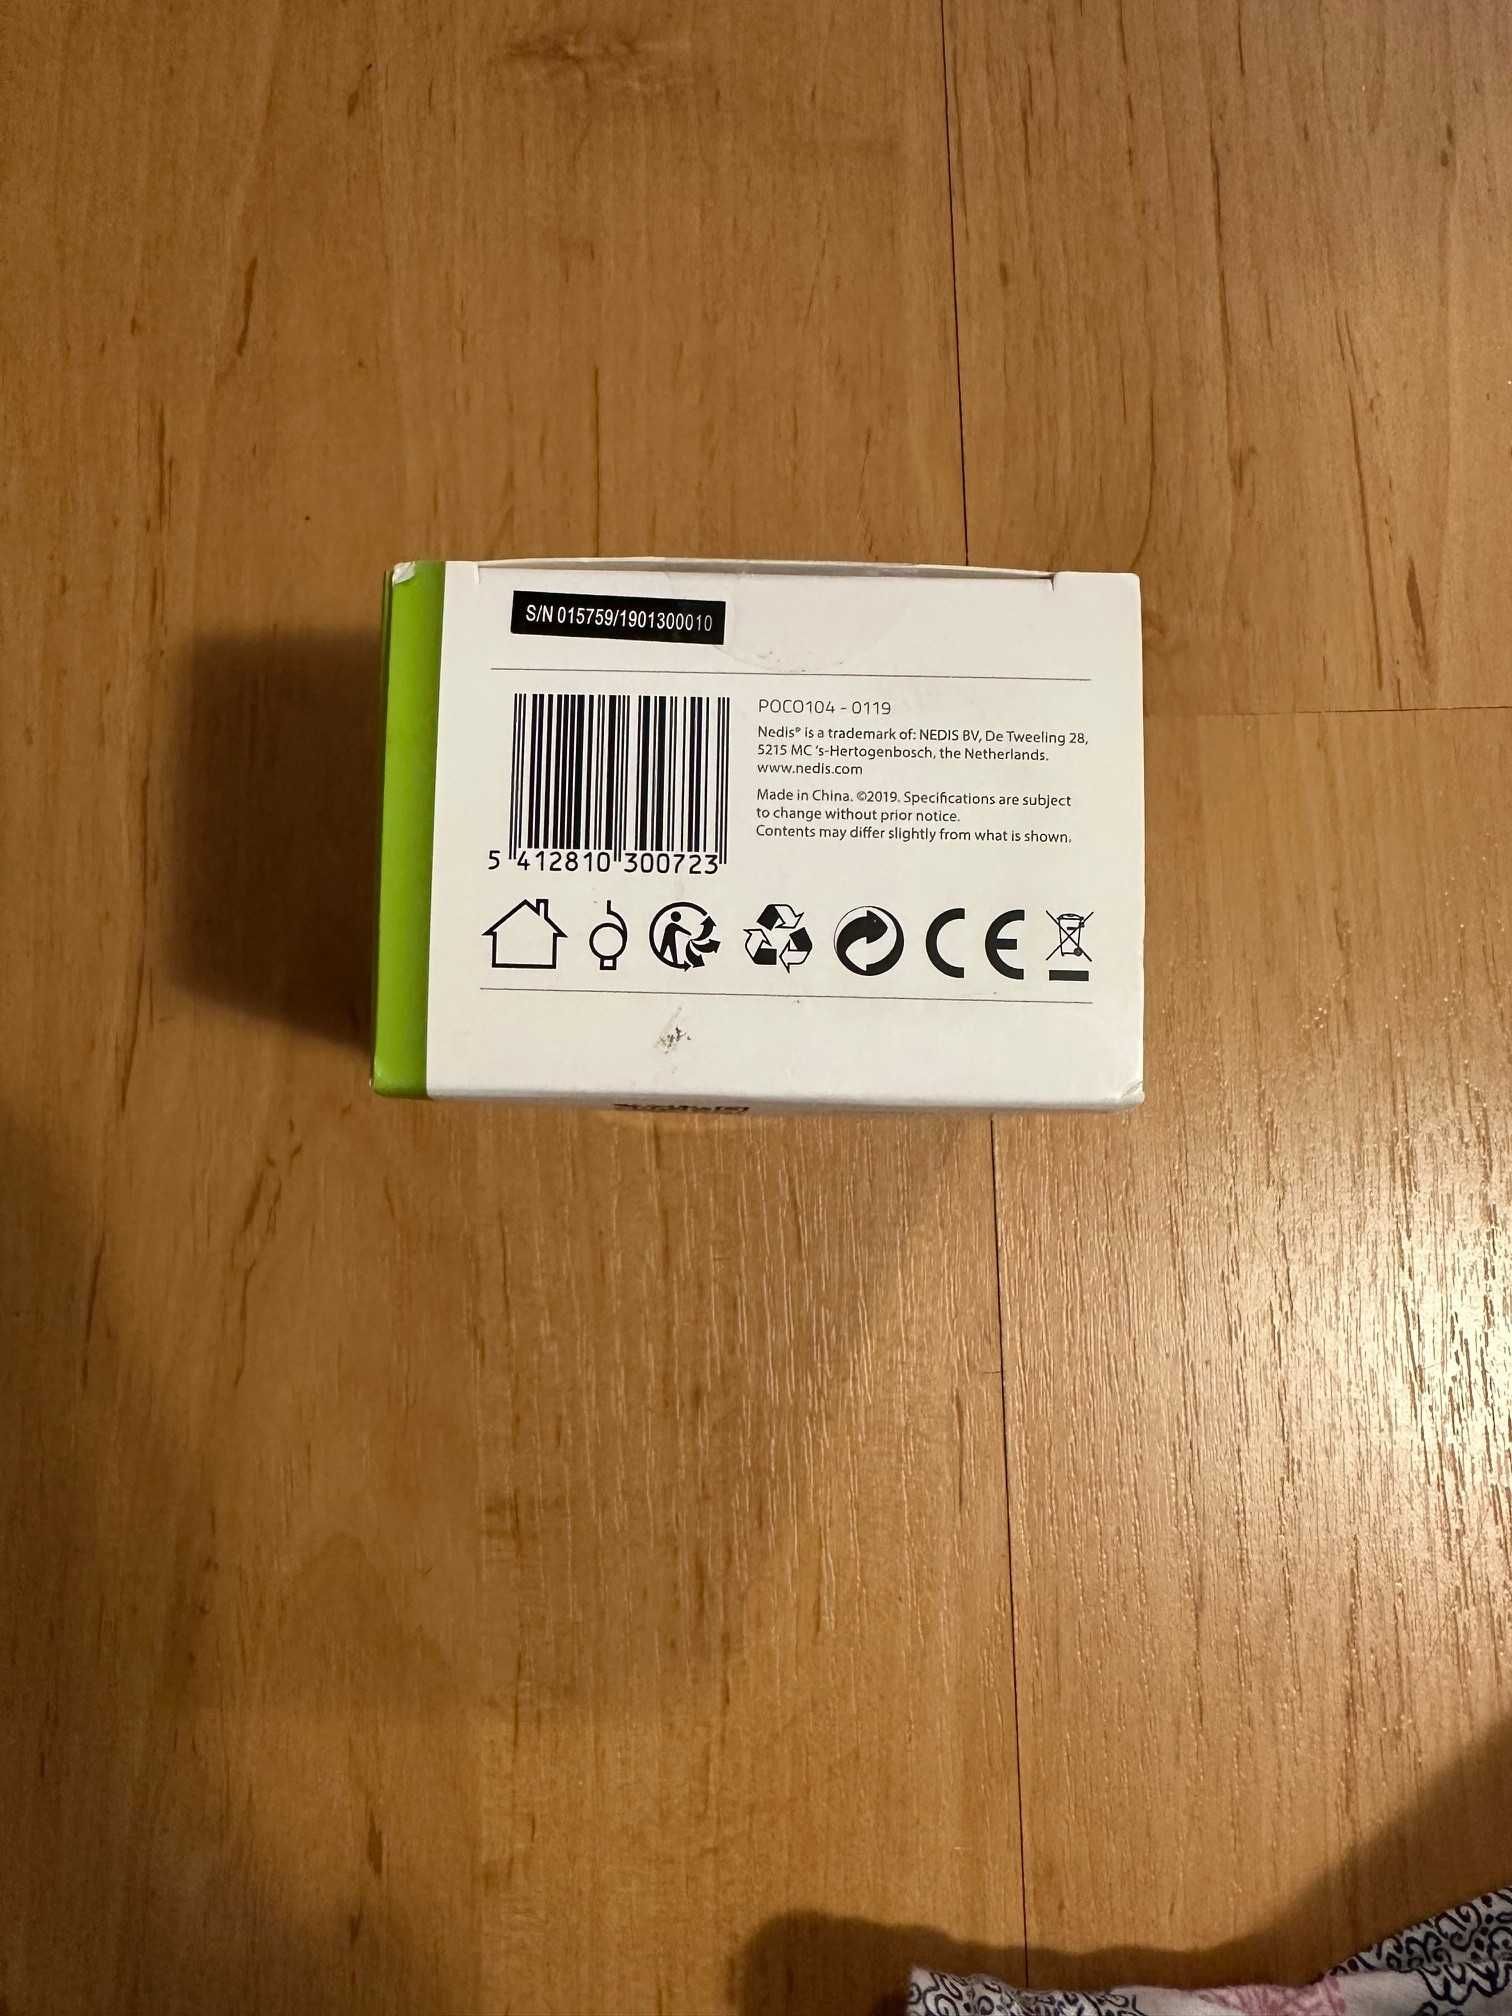 S/N 015759/1901300010
POCO104 - 0119
Nedis® is a trademark of: NEDIS BV, De Tweeling 28,
5215 MC 's-Hertogenbosch, the Netherlands.
www.nedis.com
Made in China. ©2019. Specifications are subject
to change without prior notice.
Contents may differ slightly from what is shown.
5 412810 300723
CE